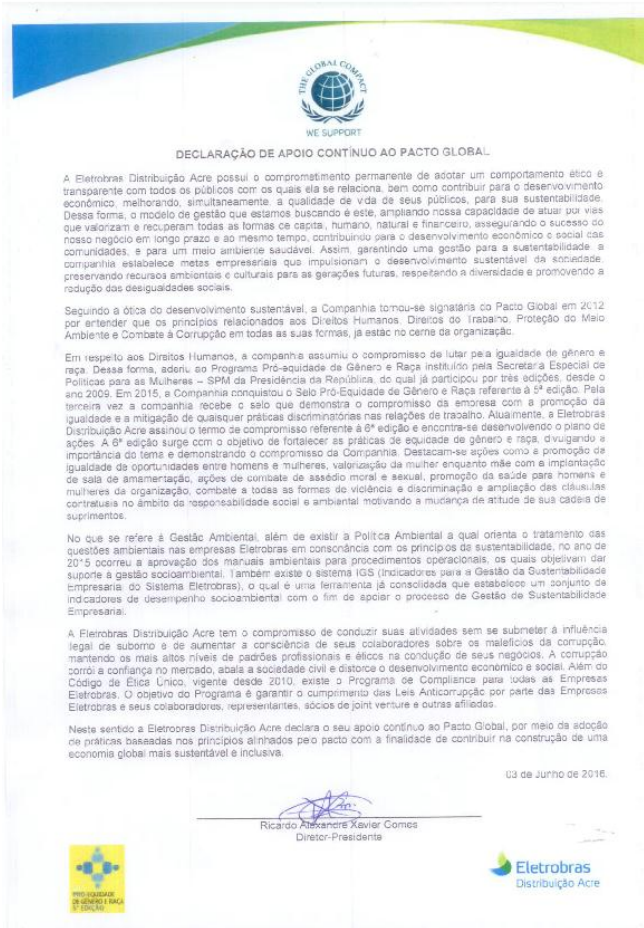 THE GLOBAL COMPACT
WE SUPPORT
DECLARAÇÃO DE APOIO CONTÍNUO AO PACTO GLOBAL
A Eletrobras Distribuição Acre possui o comprometimento permanente de adotar um comportamento ético e
transparente com todos os públicos com os quais ela se relaciona, bem como contribuir para o desenvolvimento
econômico, melhorando, simultaneamente, a qualidade de vida de seus públicos, para sua sustentabilidade.
Dessa forma, o modelo de gestão que estamos buscando é este, ampliando nossa capacidade de atuar por vias
que valorizam e recuperam todas as formas de capital, humano, natural e financeiro, assegurando o sucesso do
nosso negócio em longo prazo e ao mesmo tempo, contribuindo para o desenvolvimento econômico e social das
comunidades, e para um meio ambiente saudável. Assim, garantindo uma gestão para a sustentabilidade, a
companhia estabelece metas empresariais que impulsionam o desenvolvimento sustentável da sociedade,
preservando recursos ambientais e culturais para as gerações futuras, respeitando a diversidade e promovendo a
redução das desigualdades sociais.
Seguindo a ótica do desenvolvimento sustentável, a Companhia tornou-se signatária do Pacto Global em 2012
por entender que os princípios relacionados aos Direitos Humanos, Direitos do Trabalho, Proteção do Meio
Ambiente e Combate à Corrupção em todas as suas formas, já estão no cerne da organização.
Em respeito aos Direitos Humanos, a companhia assumiu o compromisso de lutar pela igualdade de gênero e
raça. Dessa forma, aderiu ao Programa Pró-equidade de Gênero e Raça instituído pela Secretaria Especial de
Políticas para as Mulheres – SPM da Presidência da República, do qual já participou por três edições, desde o
ano 2009. Em 2015, a Companhia conquistou o Selo Pró-Equidade de Gênero e Raça referente à 5ª edição. Pela
terceira vez a companhia recebe o selo que demonstra o compromisso da empresa com a promoção da
igualdade e a mitigação de quaisquer práticas discriminatórias nas relações de trabalho. Atualmente, a Eletrobras
Distribuição Acre assinou o termo de compromisso referente à 6ª edição e encontra-se desenvolvendo o plano de
ações. A 6ª edição surge com o objetivo de fortalecer as práticas de equidade de gênero e raça, divulgando a
importância do tema e demonstrando o compromisso da Companhia. Destacam-se ações como a promoção da
igualdade de oportunidades entre homens e mulheres, valorização da mulher enquanto mãe com a implantação
de sala de amamentação, ações de combate de assédio moral e sexual, promoção da saúde para homens e
mulheres da organização, combate a todas as formas de violência e discriminação e ampliação das cláusulas
contratuais no âmbito da responsabilidade social e ambiental motivando a mudança de atitude de sua cadeia de
suprimentos.
No que se refere à Gestão Ambiental, além de existir a Política Ambiental a qual orienta o tratamento das
questões ambientais nas empresas Eletrobras em consonância com os princípios da sustentabilidade, no ano de
2015 ocorreu a aprovação dos manuais ambientais para procedimentos operacionais, os quais objetivam dar
suporte a gestão socioambiental. Também existe o sistema IGS (Indicadores para a Gestão da Sustentabilidade
Empresarial do Sistema Eletrobras), o qual é uma ferramenta já consolidada que estabelece um conjunto de
indicadores de desempenho socioambiental com o fim de apoiar o processo de Gestão de Sustentabilidade
Empresarial.
A Eletrobras Distribuição Acre tem o compromisso de conduzir suas atividades sem se submeter à influência
ilegal de suborno e de aumentar a consciência de seus colaboradores sobre os malefícios da corrupção,
mantendo os mais altos níveis de padrões profissionais e éticos na condução de seus negócios. A corrupção
corrói a confiança no mercado, abala a sociedade civil e distorce o desenvolvimento econômico e social. Além do
Código de Ética Único, vigente desde 2010, existe o Programa de Compliance para todas as Empresas
Eletrobras. O objetivo do Programa é garantir o cumprimento das Leis Anticorrupção por parte das Empresas
Eletrobras e seus colaboradores, representantes, sócios de joint venture e outras afiliadas.
Neste sentido a Eletrobras Distribuição Acre declara o seu apoio contínuo ao Pacto Global, por meio da adoção
de práticas baseadas nos princípios alinhados pelo pacto com a finalidade de contribuir na construção de uma
economia global mais sustentável e inclusiva.
03 de Junho de 2016.
Ricardo Alexandre Xavier Gomes
Diretor-Presidente
PRÓ-EQUIDADE
DE GÊNERO E RAÇA
5ª EDIÇÃO
Eletrobras
Distribuição Acre